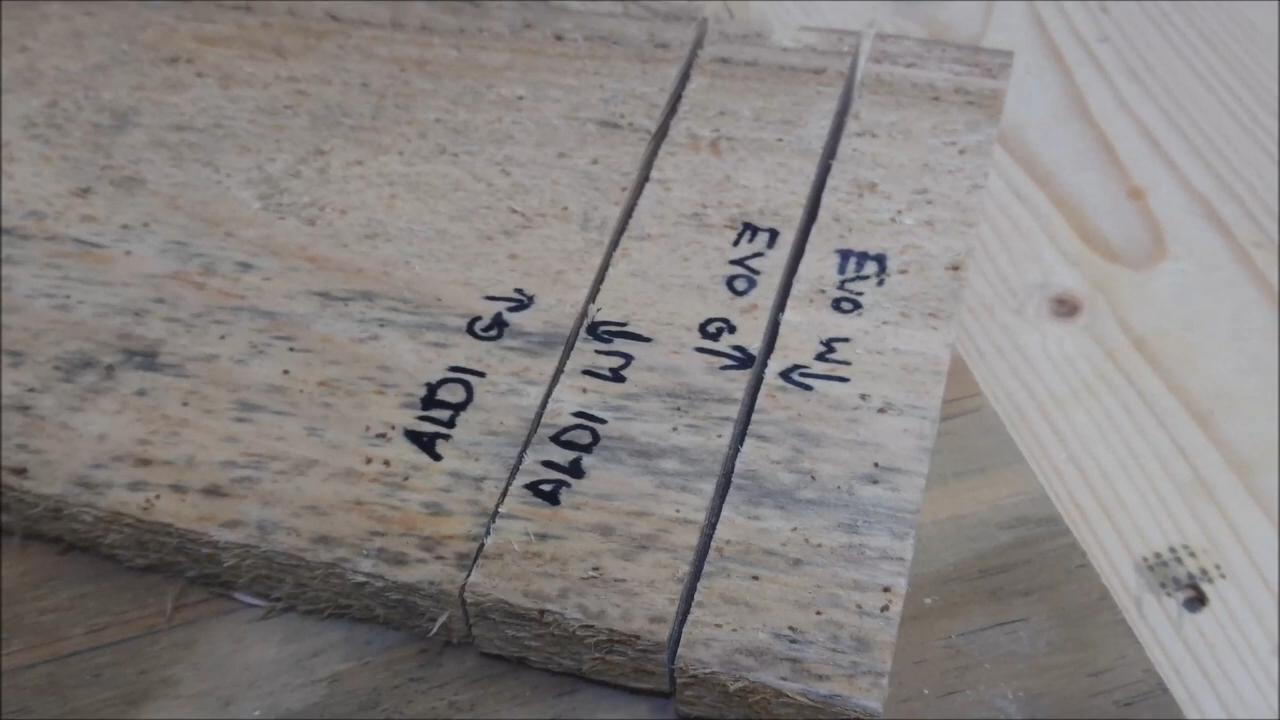 ALDI G↓
ALDI W↑
EVO G↑
EVO W↓